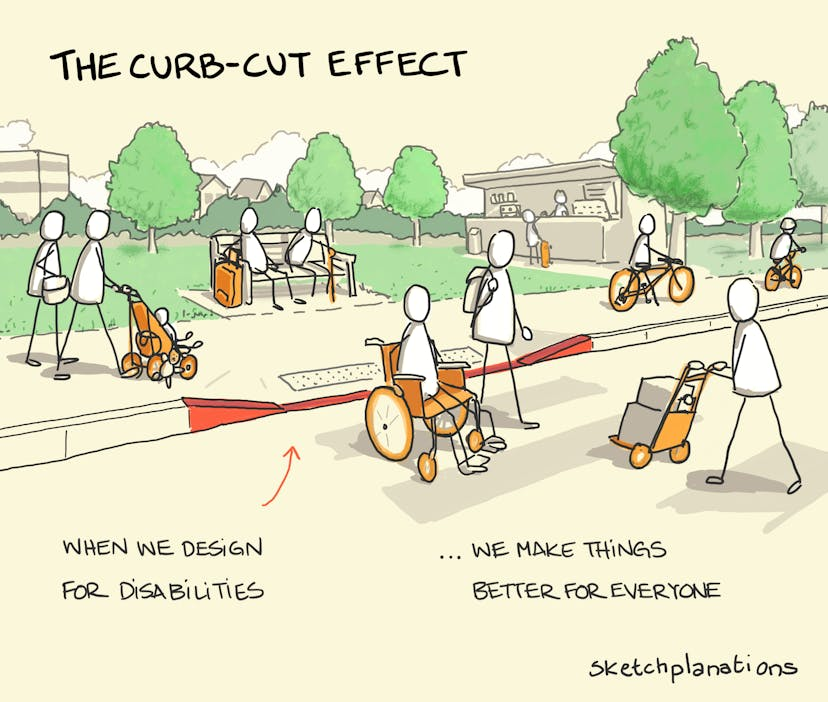 THE CURB-CUT EFFECT
WHEN WE DESIGN
FOR DISABILITIES
... WE MAKE THINGS
BETTER FOR EVERYONE
sketchplanations